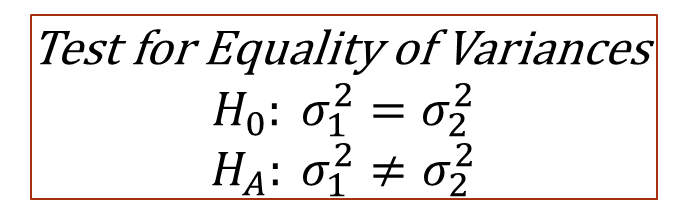 Test for Equality of Variances
H₀: σ₁² = σ₂²
H_A: σ₁² ≠ σ₂²